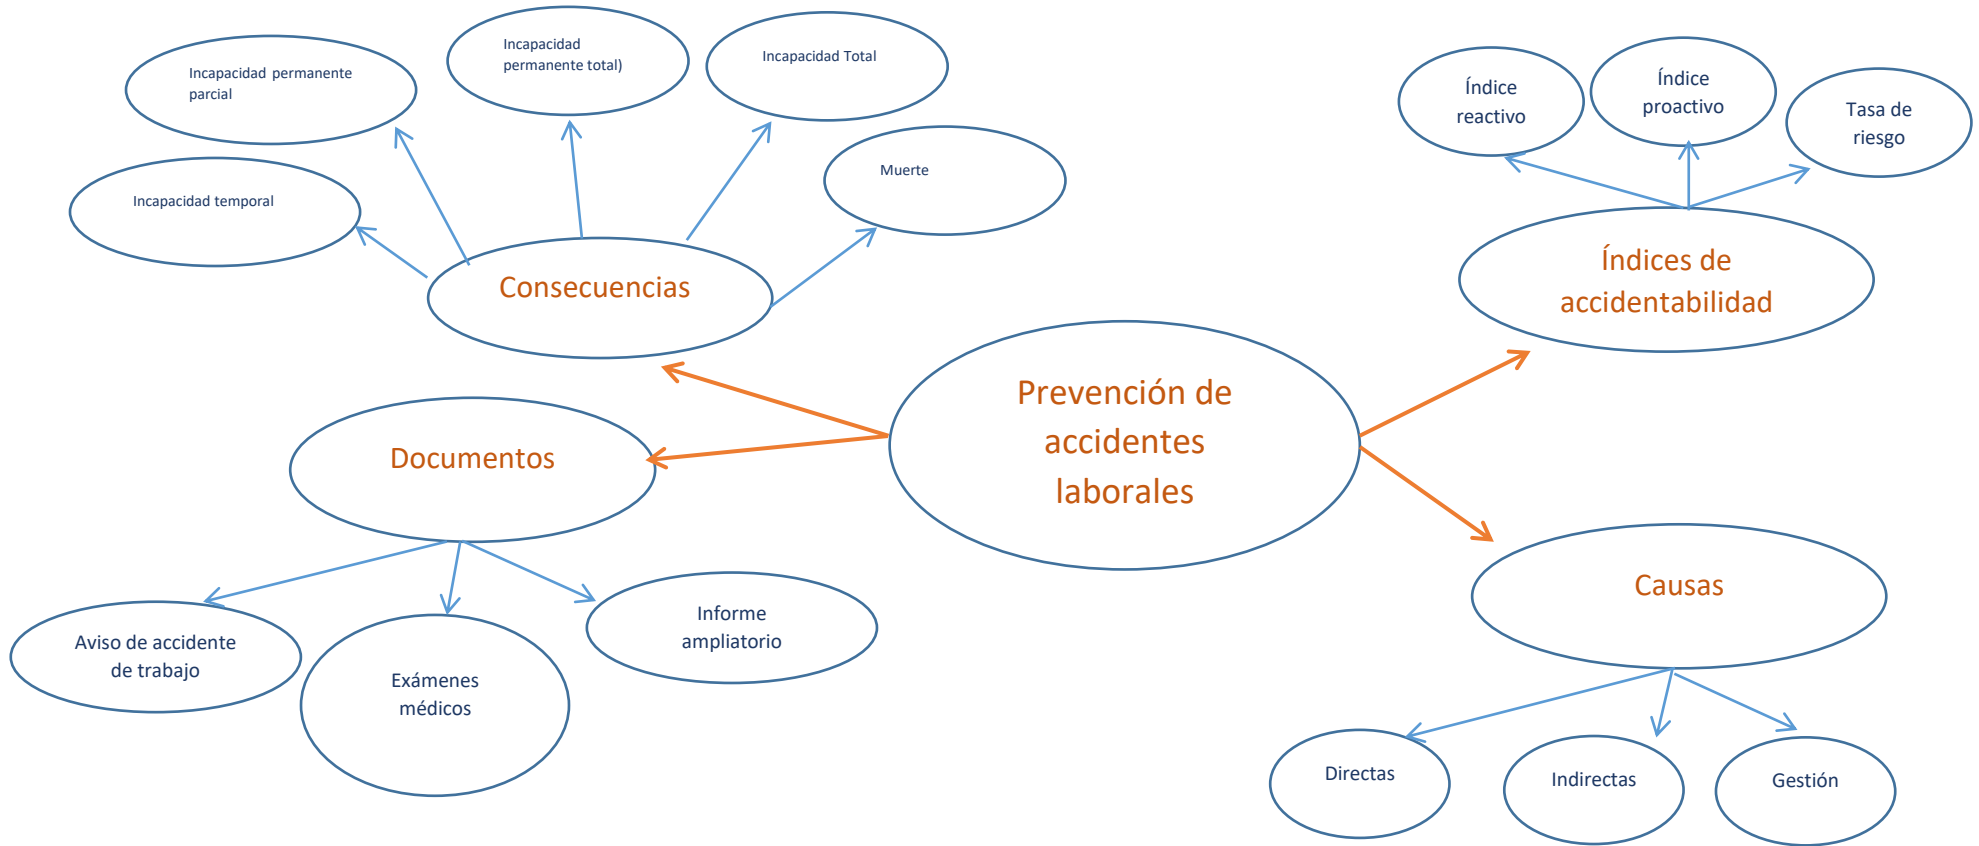 Incapacidad permanente
parcial
Incapacidad
permanente total)
Incapacidad Total
Muerte
Incapacidad temporal
Consecuencias
Índice
reactivo
Índice
proactivo
Tasa de
riesgo
Índices de
accidentabilidad
Prevención de
accidentes
laborales
Documentos
Aviso de accidente
de trabajo
Exámenes
médicos
Informe
ampliatorio
Causas
Directas
Indirectas
Gestión